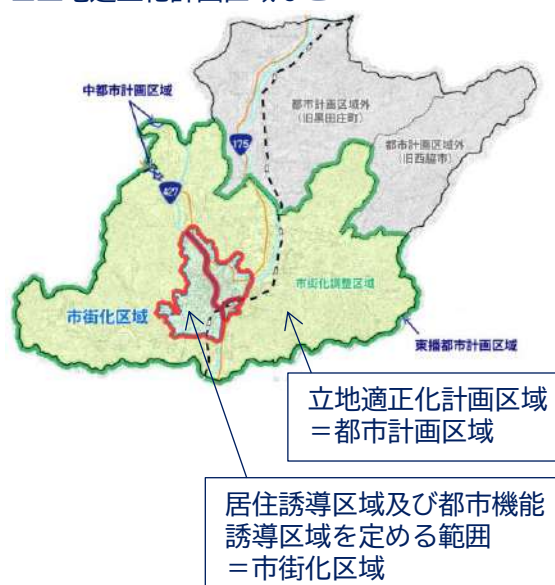 中都市計画区域
175
都市計画区域外
(旧黒田庄町)
都市計画区域外
(旧西脇市)
427
市街化調整区域
市街化区域
東播都市計画区域
立地適正化計画区域
＝都市計画区域
居住誘導区域及び都市機能
誘導区域を定める範囲
＝市街化区域